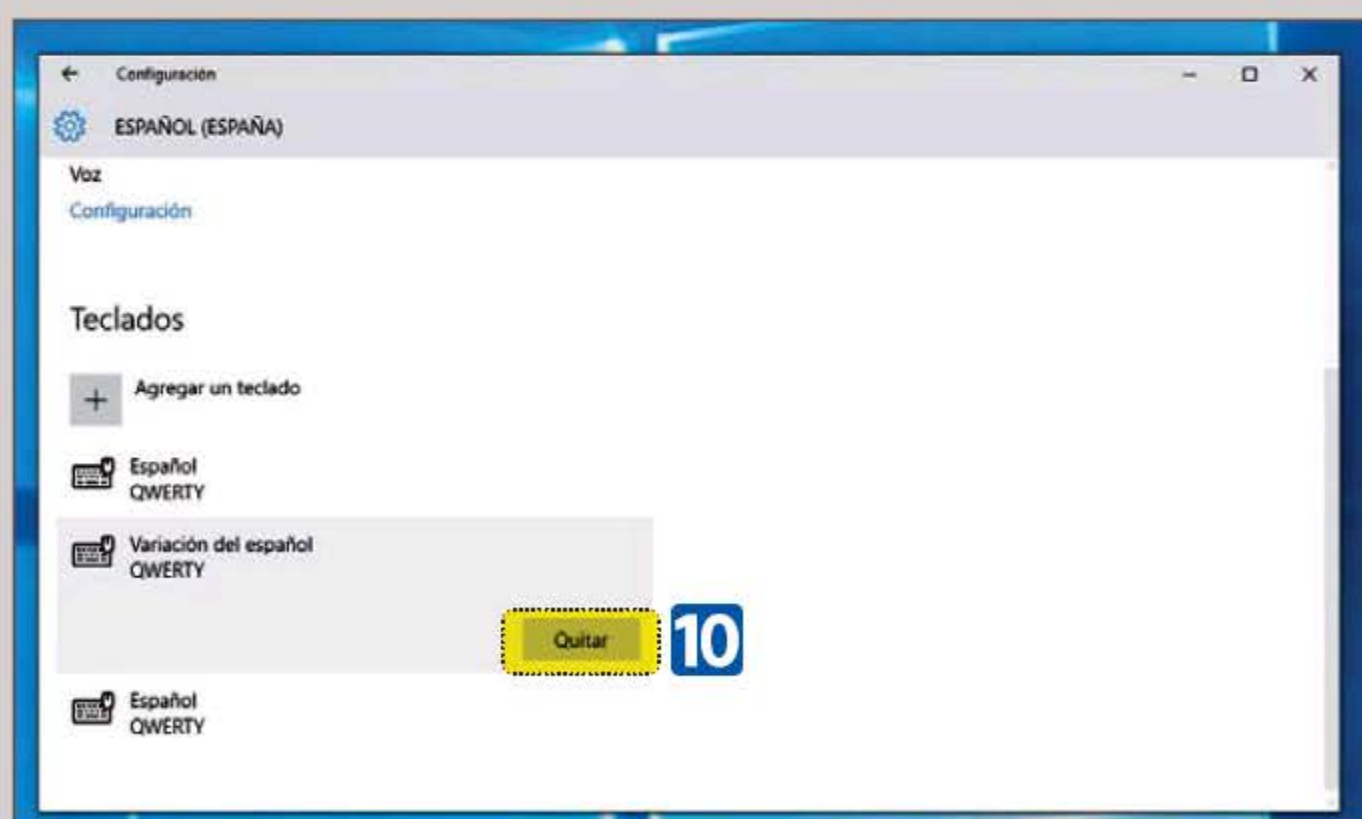 Configuración
ESPAÑOL (ESPAÑA)
Voz
Configuración
Teclados
Agregar un teclado
Español
QWERTY
Variación del español
QWERTY
Quitar
10
Español
QWERTY